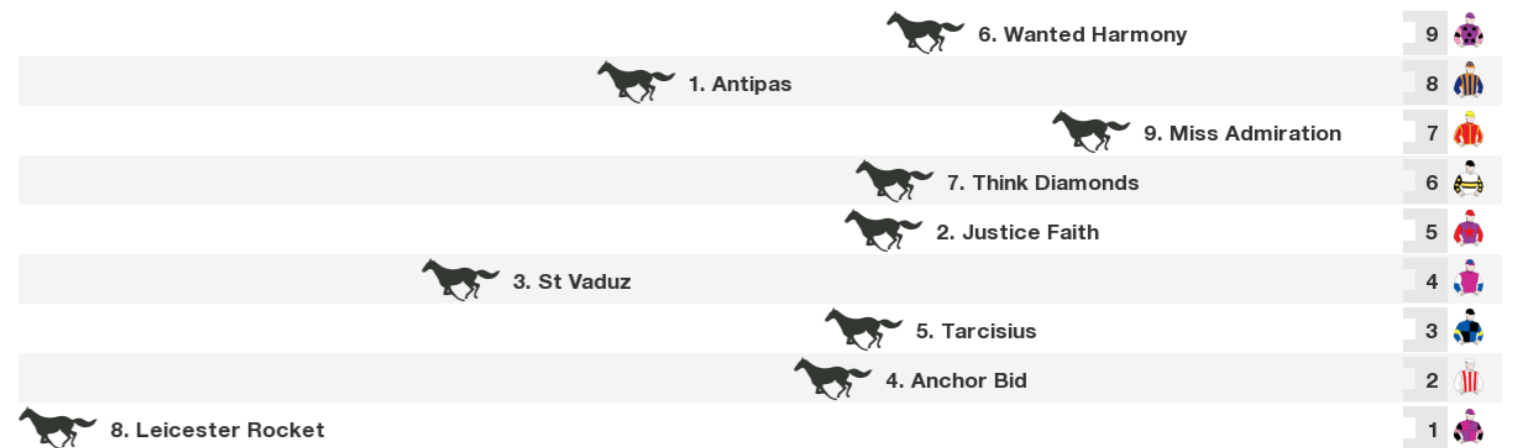 6. Wanted Harmony 9
1. Antipas 8
9. Miss Admiration 7
7. Think Diamonds 6
2. Justice Faith 5
3. St Vaduz 4
5. Tarcisius 3
4. Anchor Bid 2
8. Leicester Rocket 1